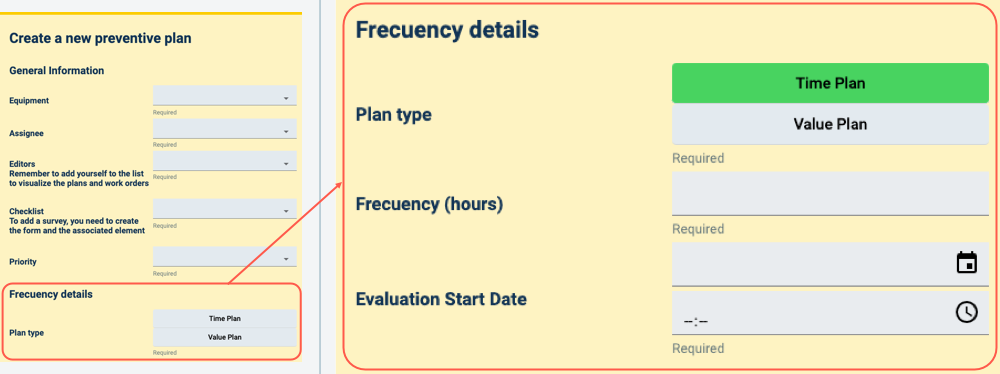 Create a new preventive plan
General Information
Equipment
Required
Assignee
Required
Editors
Remember to add yourself to the list
to visualize the plans and work orders
Required
Checklist
To add a survey, you need to create
the form and the associated element
Required
Priority
Required
Frecuency details
Plan type
Time Plan
Value Plan
Required
Frecuency details
Plan type
Time Plan
Value Plan
Required
Frecuency (hours)
Required
Evaluation Start Date
--:--
Required